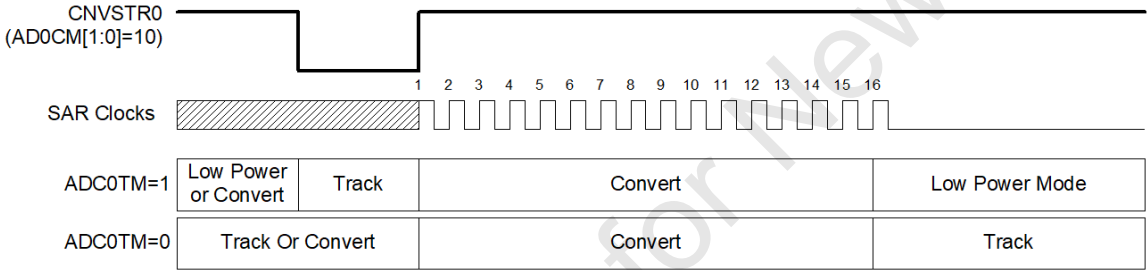 CNVSTR0
(AD0CM[1:0]=10)
1 2 3 4 5 6 7 8 9 10 11 12 13 14 15 16
SAR Clocks
ADC0TM=1 Low Power or Convert Track Convert Low Power Mode
ADC0TM=0 Track Or Convert Convert Track
for New